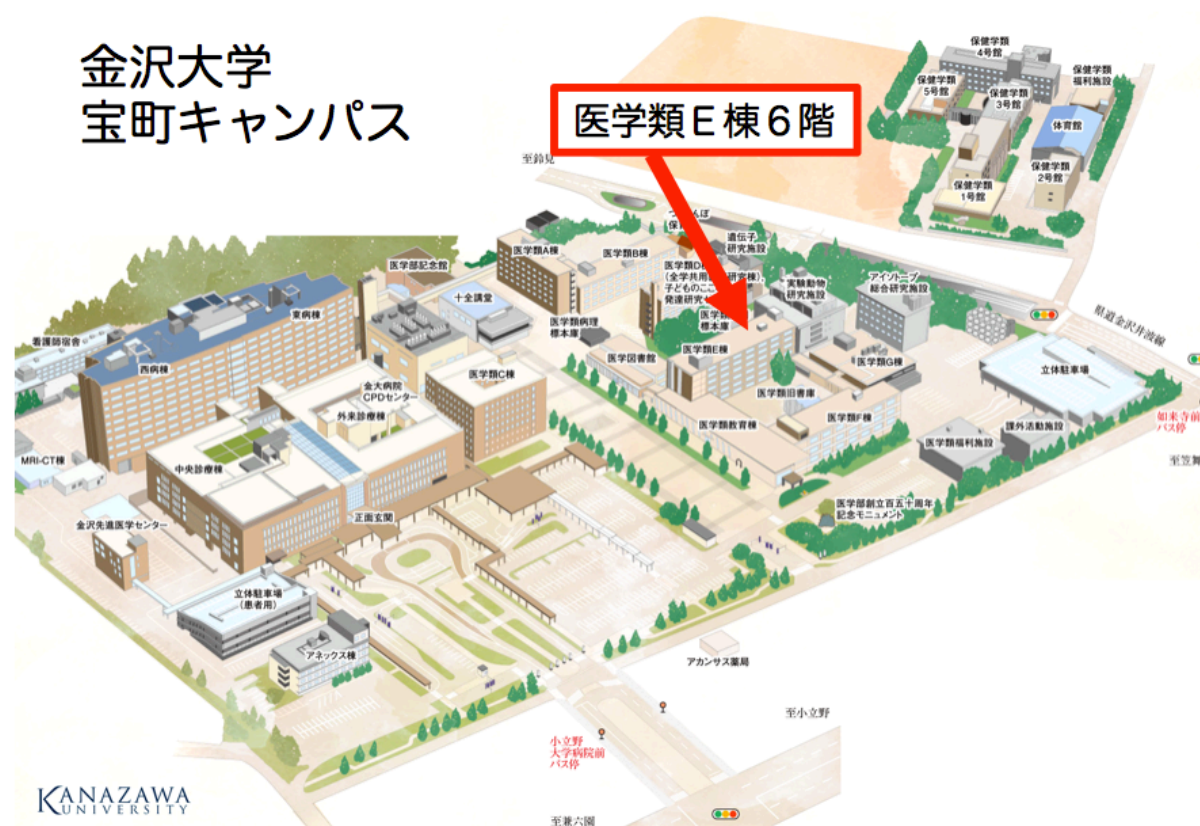 金沢大学
宝町キャンパス
医学類E棟6階
保健学類
4号館
保健学類
5号館
保健学類
3号館
保健学類
福利施設
体育館
保健学類
2号館
保健学類
1号館
至鈴見
遺伝子
研究施設
医学類A棟
医学類B棟
医学部記念館
十全講堂
医学類病理
標本庫
実験動物
研究施設
アイソトープ
総合研究施設
県道金沢井波線
東病棟
看護師宿舎
西病棟
医学図書館
医学類E棟
標本庫
医学類G棟
立体駐車場
医学類C棟
金大病院
CPDセンター
外来診療棟
医学類旧書庫
医学類教育棟
医学類F棟
課外活動施設
医学類福利施設
如来寺前
バス停
至笠舞
MRI-CT棟
中央診療棟
正面玄関
医学部創立百五十周年
記念モニュメント
金沢先進医学センター
立体駐車場
(患者用)
アネックス棟
アカンサス薬局
至小立野
小立野
大学病院前
バス停
至兼六園
KANAZAWA
UNIVERSITY